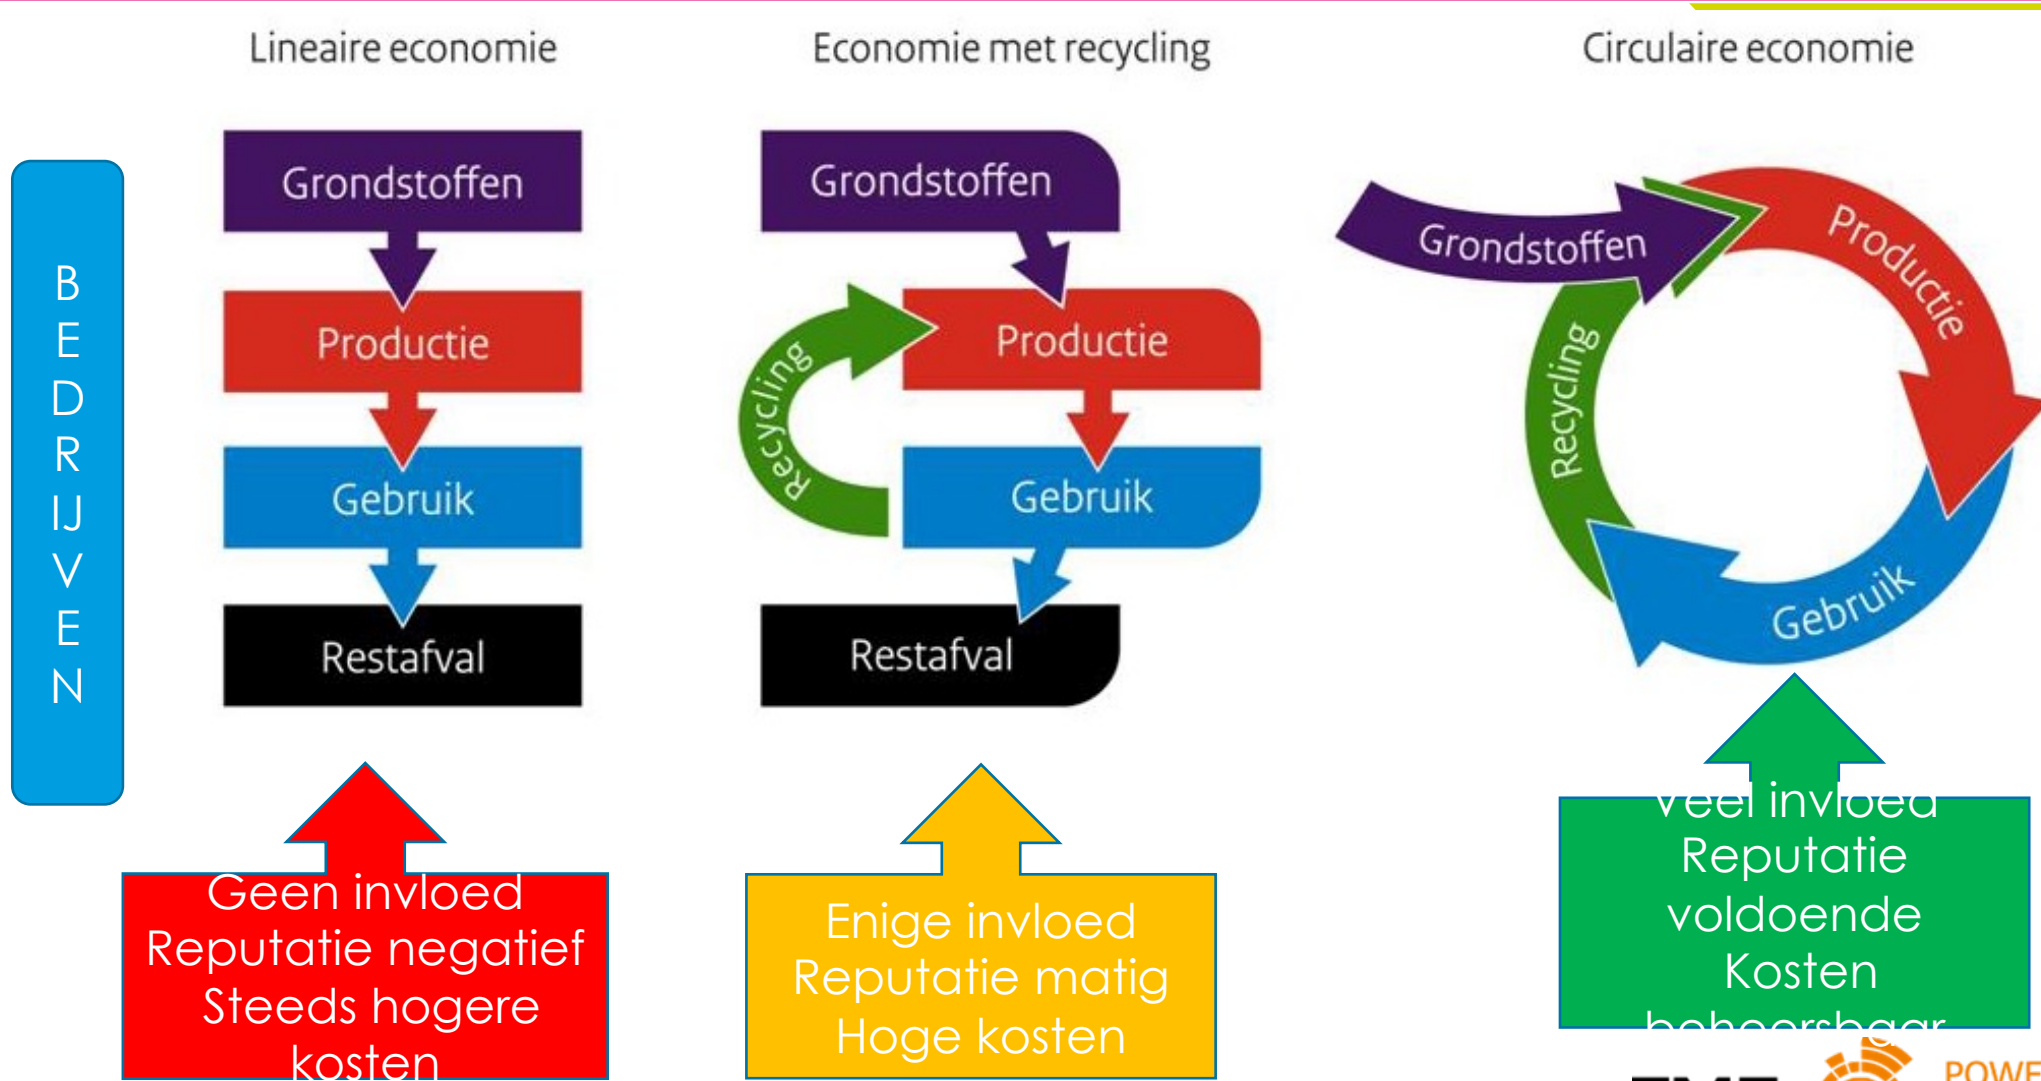 Lineaire economie
Economie met recycling
Circulaire economie
B
E
D
R
IJ
V
E
N
Grondstoffen
Productie
Gebruik
Restafval
Grondstoffen
Recycling
Productie
Gebruik
Restafval
Grondstoffen
Productie
Recycling
Gebruik
Geen invloed
Reputatie negatief
Steeds hogere
kosten
Enige invloed
Reputatie matig
Hoge kosten
Veel invloed
Reputatie
voldoende
Kosten
beheersbaar